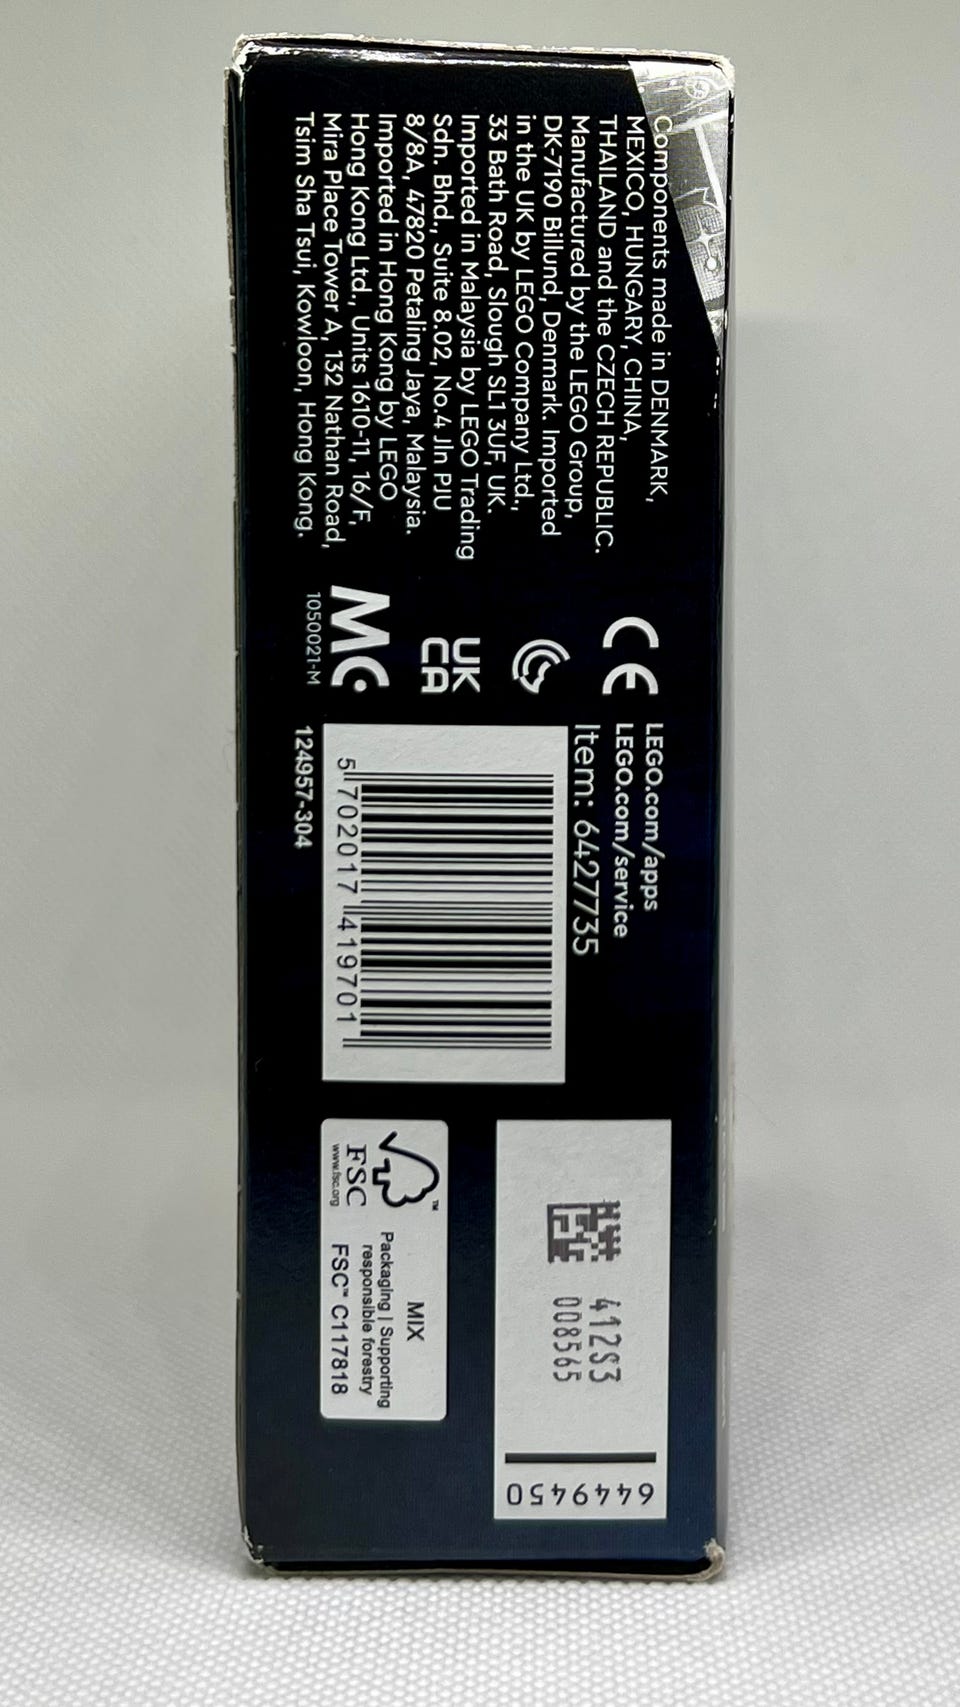 Components made in DENMARK,
MEXICO, HUNGARY, CHINA,
THAILAND and the CZECH REPUBLIC.
Manufactured by the LEGO Group,
DK-7190 Billund, Denmark. Imported
in the UK by LEGO Company Ltd.,
33 Bath Road, Slough SL1 3UF, UK.
Imported in Malaysia by LEGO Trading
Sdn. Bhd., Suite 8.02, No.4 Jln PJU
8/8A, 47820 Petaling Jaya, Malaysia.
Imported in Hong Kong by LEGO
Hong Kong Ltd., Units 1610-11, 16/F,
Mira Place Tower A, 132 Nathan Road,
Tsim Sha Tsui, Kowloon, Hong Kong.
CE
UK
CA
MC
1050021-M
LEGO.com/apps
LEGO.com/service
Item: 6427735
5 702017 419701
124957-304
412S3
008565
6449450
FSC
www.fsc.org
MIX
Packaging | Supporting
responsible forestry
FSC™ C117818